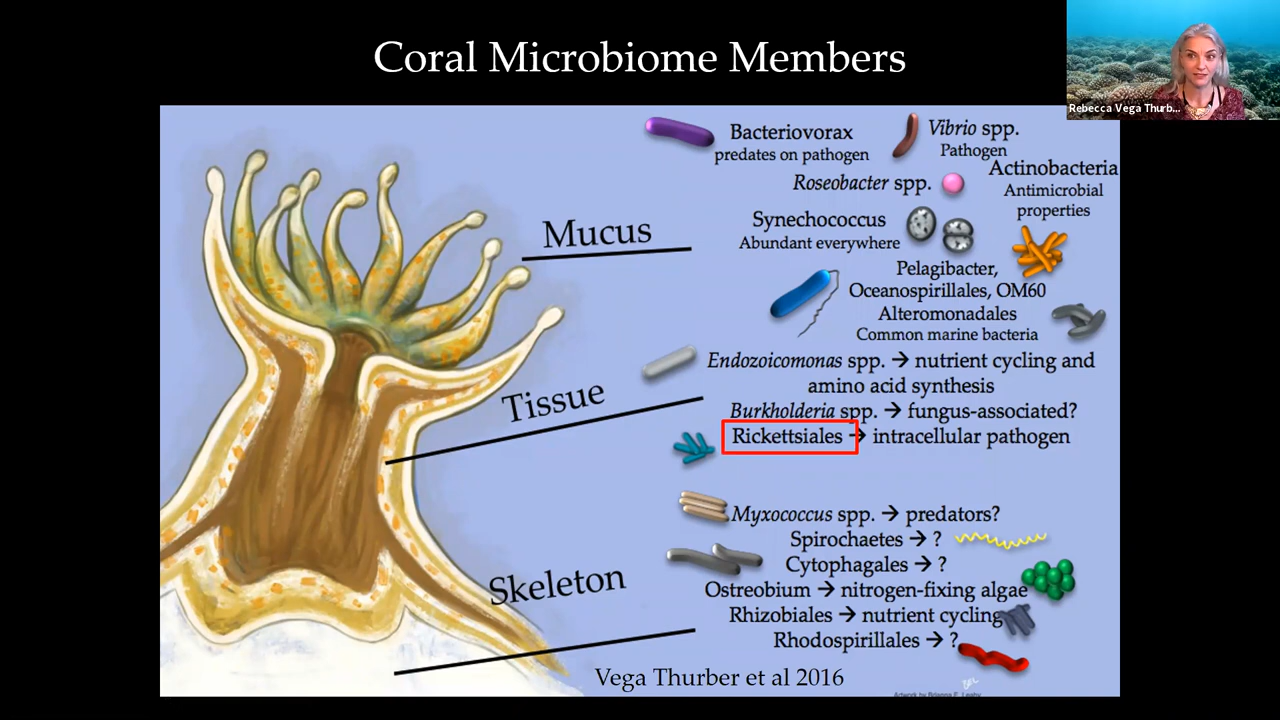 Coral Microbiome Members
Rebecca Vega Thurb...
Bacteriovorax
predates on pathogen
Vibrio spp.
Pathogen
Actinobacteria
Antimicrobial
properties
Roseobacter spp.
Synechococcus
Abundant everywhere
Mucus
Pelagibacter,
Oceanospirillales, OM60
Alteromonadales
Common marine bacteria
Tissue
Endozoicomonas spp. → nutrient cycling and
amino acid synthesis
Burkholderia spp. → fungus-associated?
Rickettsiales → intracellular pathogen
Skeleton
Myxococcus spp. → predators?
Spirochaetes → ?
Cytophagales → ?
Ostreobium → nitrogen-fixing algae
Rhizobiales → nutrient cycling
Rhodospirillales → ?
Vega Thurber et al 2016
Artwork by